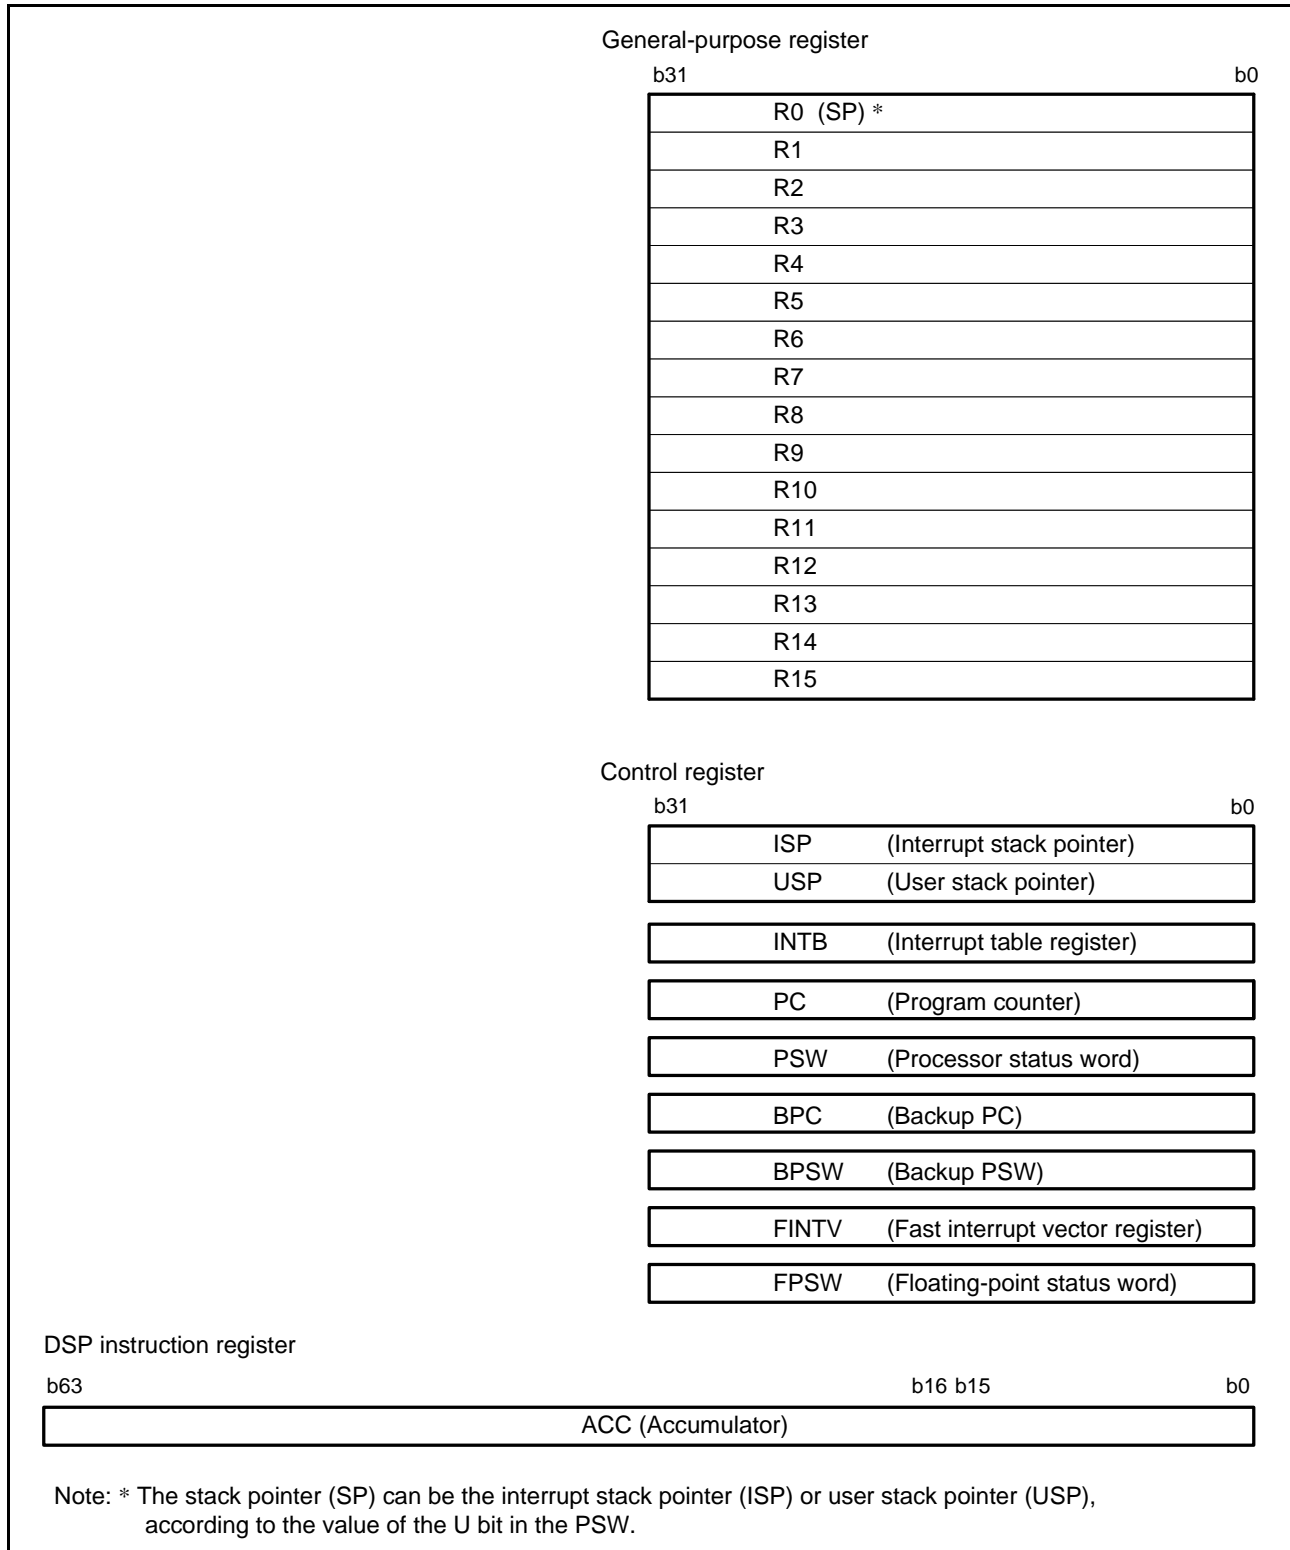 General-purpose register
b31 b0
R0 (SP) *
R1
R2
R3
R4
R5
R6
R7
R8
R9
R10
R11
R12
R13
R14
R15
Control register
b31 b0
ISP (Interrupt stack pointer)
USP (User stack pointer)
INTB (Interrupt table register)
PC (Program counter)
PSW (Processor status word)
BPC (Backup PC)
BPSW (Backup PSW)
FINTV (Fast interrupt vector register)
FPSW (Floating-point status word)
DSP instruction register
b63 b16 b15 b0
ACC (Accumulator)
Note: * The stack pointer (SP) can be the interrupt stack pointer (ISP) or user stack pointer (USP),
according to the value of the U bit in the PSW.